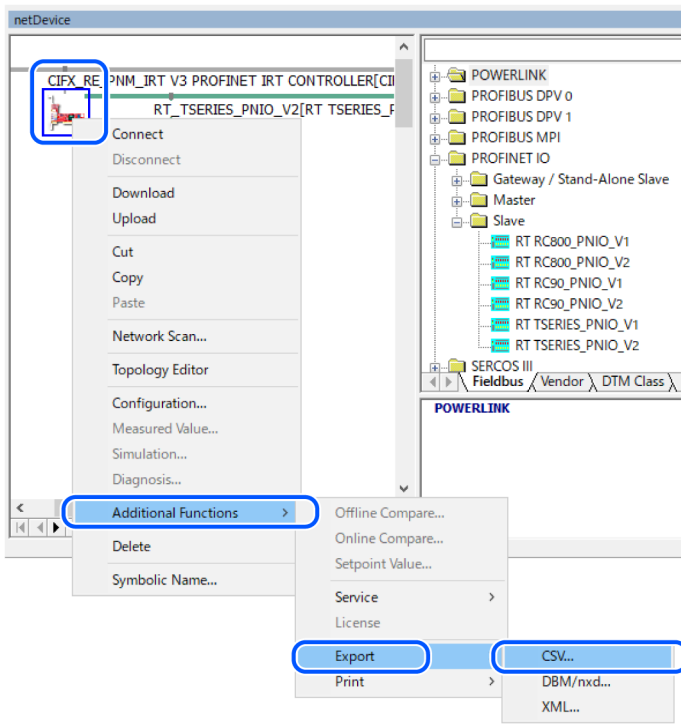 netDevice
CIFX_RE_PNM_IRT V3 PROFINET IRT CONTROLLER[CI
RT_TSERIES_PNIO_V2[RT TSERIES_P
Connect
Disconnect
Download
Upload
Cut
Copy
Paste
Network Scan...
Topology Editor
Configuration...
Measured Value...
Simulation...
Diagnosis...
Additional Functions
Delete
Symbolic Name...
Offline Compare...
Online Compare...
Setpoint Value...
Service
License
Export
Print
CSV...
DBM/nxd...
XML...
POWERLINK
PROFIBUS DPV 0
PROFIBUS DPV 1
PROFIBUS MPI
PROFINET IO
Gateway / Stand-Alone Slave
Master
Slave
RT RC800_PNIO_V1
RT RC800_PNIO_V2
RT RC90_PNIO_V1
RT RC90_PNIO_V2
RT TSERIES_PNIO_V1
RT TSERIES_PNIO_V2
SERCOS III
Fieldbus Vendor DTM Class
POWERLINK